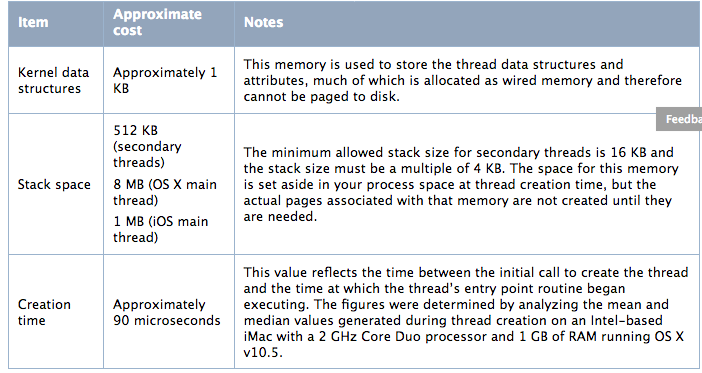 Item
Approximate
cost
Notes
Kernel data
structures
Approximately 1
KB
This memory is used to store the thread data structures and
attributes, much of which is allocated as wired memory and therefore
cannot be paged to disk.
Feedba
Stack space
512 KB
(secondary
threads)
8 MB (OS X main
thread)
1 MB (iOS main
thread)
The minimum allowed stack size for secondary threads is 16 KB and
the stack size must be a multiple of 4 KB. The space for this memory
is set aside in your process space at thread creation time, but the
actual pages associated with that memory are not created until they
are needed.
Creation
time
Approximately
90 microseconds
This value reflects the time between the initial call to create the thread
and the time at which the thread's entry point routine began
executing. The figures were determined by analyzing the mean and
median values generated during thread creation on an Intel-based
iMac with a 2 GHz Core Duo processor and 1 GB of RAM running OS X
v10.5.